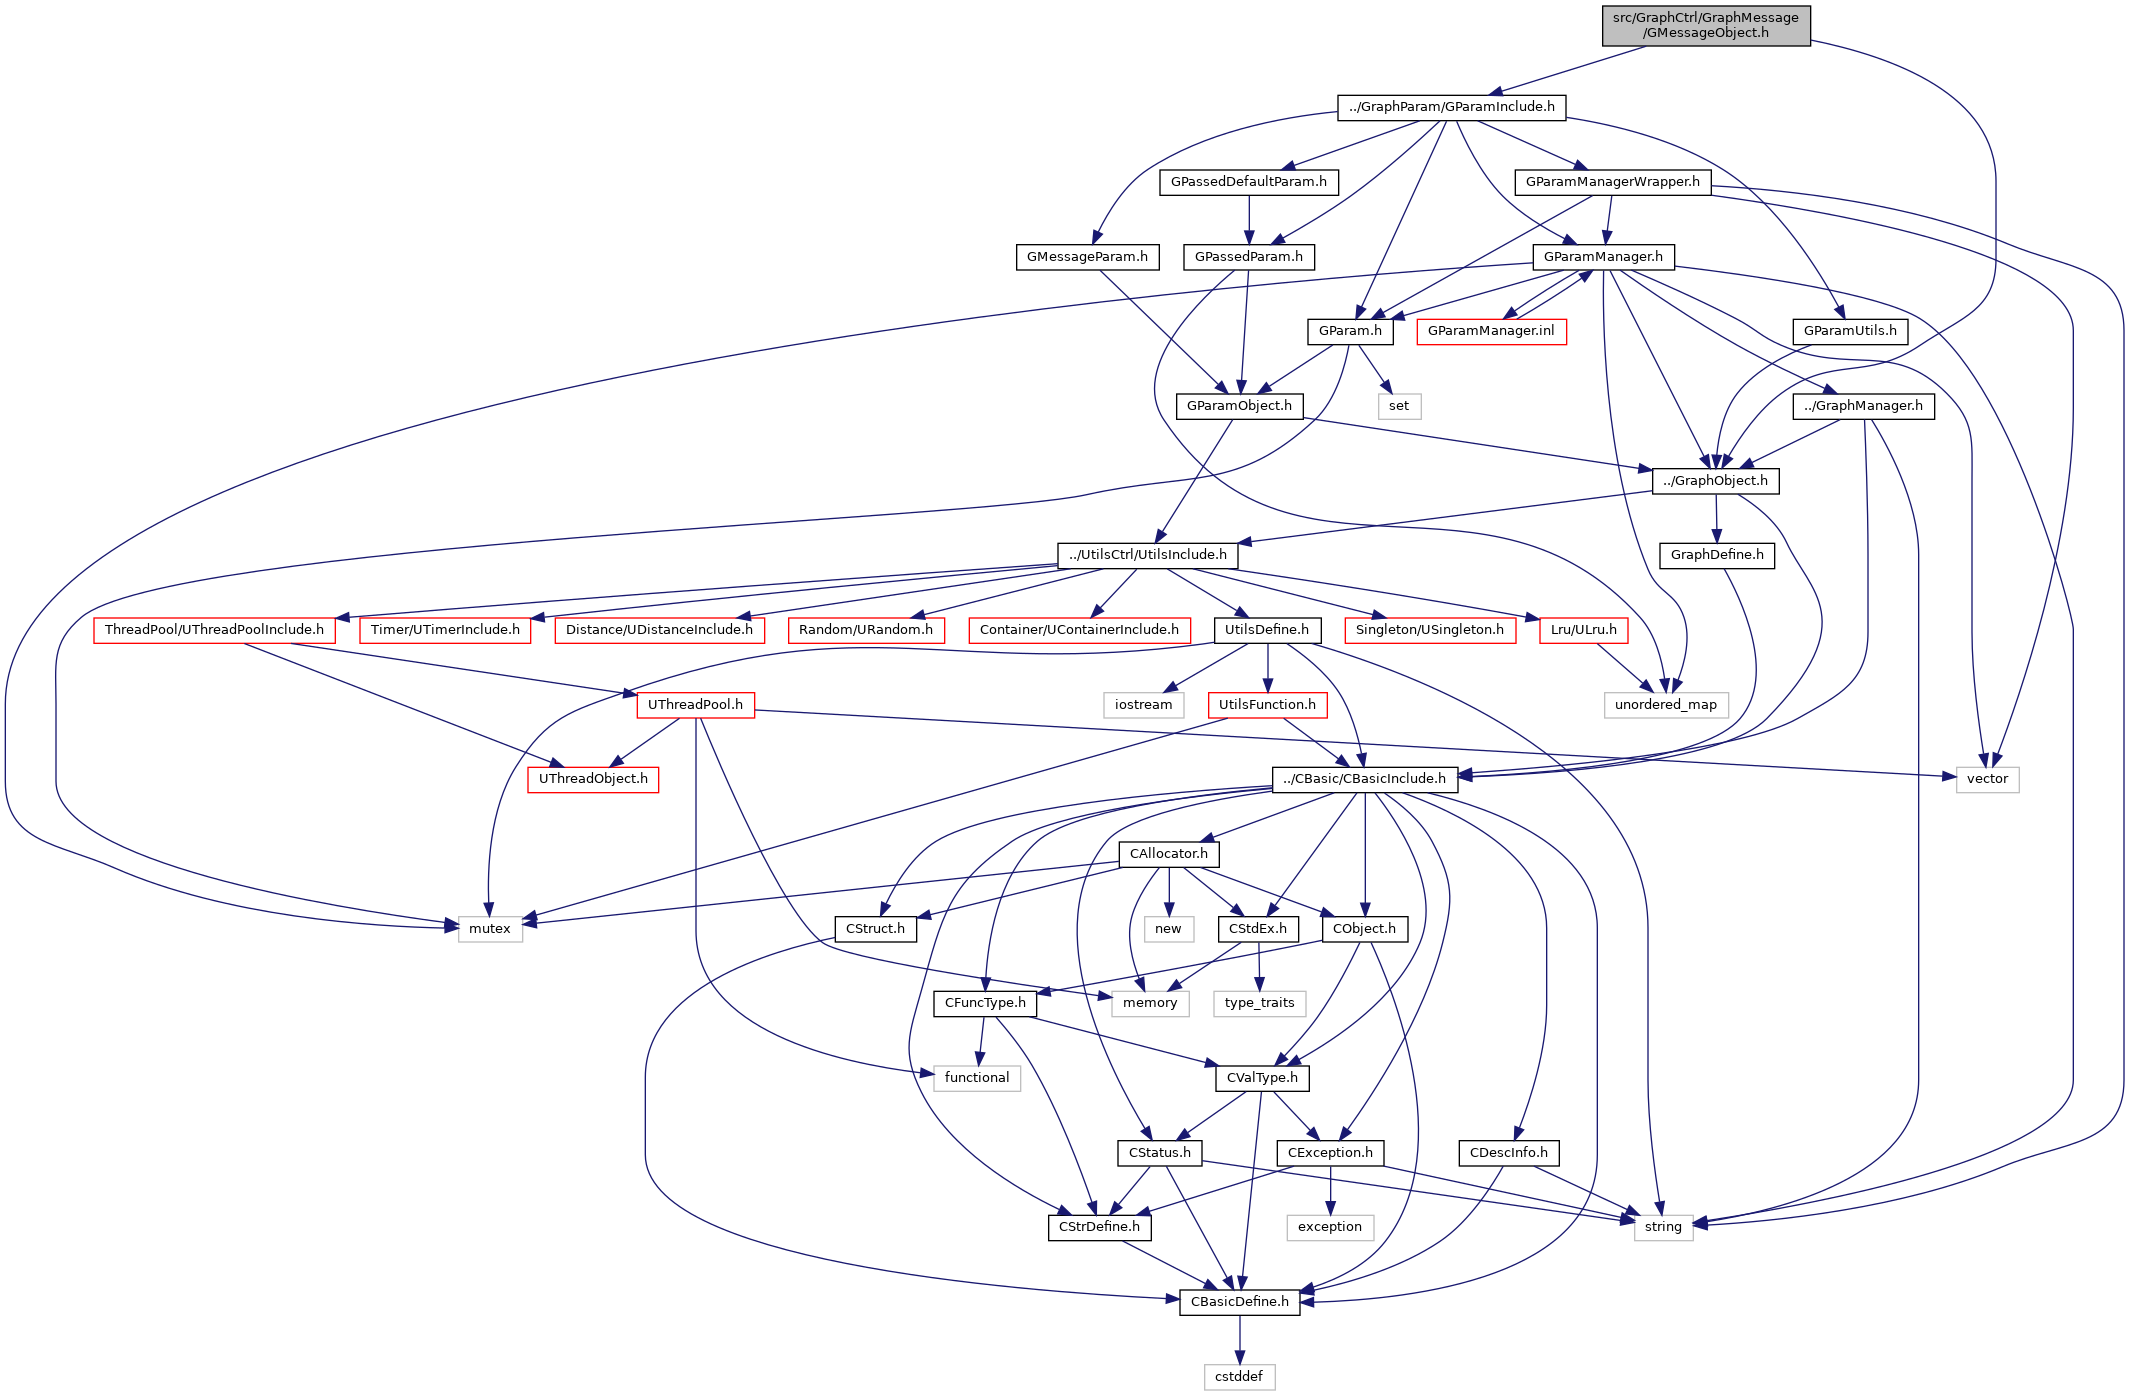 src/GraphCtrl/GraphMessage
/GMessageObject.h
../GraphParam/GParamInclude.h
GPassedDefaultParam.h
GParamManagerWrapper.h
GMessageParam.h
GPassedParam.h
GParamManager.h
GParam.h
GParamManager.inl
GParamUtils.h
GParamObject.h
set
../GraphManager.h
../GraphObject.h
../UtilsCtrl/UtilsInclude.h
GraphDefine.h
ThreadPool/UThreadPoolInclude.h
Timer/UTimerInclude.h
Distance/UDistanceInclude.h
Random/URandom.h
Container/UContainerInclude.h
UtilsDefine.h
Singleton/USingleton.h
Lru/ULru.h
UThreadPool.h
iostream
UtilsFunction.h
unordered_map
UThreadObject.h
../CBasic/CBasicInclude.h
vector
CAllocator.h
mutex
CStruct.h
new
CStdEx.h
CObject.h
CFuncType.h
memory
type_traits
functional
CValType.h
CStatus.h
CException.h
CDescInfo.h
CStrDefine.h
exception
string
CBasicDefine.h
cstddef